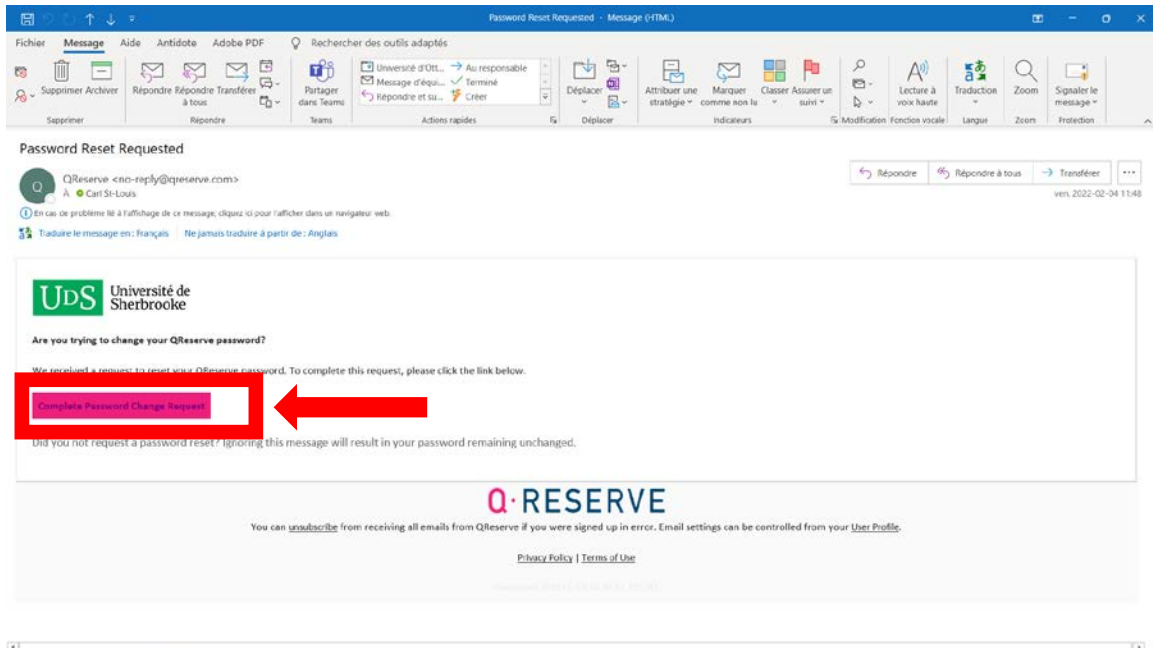 Password Reset Requested - Message (HTML)
Fichier Message Aide Antidote Adobe PDF Rechercher des outils adaptés
Supprimer Archiver
Répondre Répondre à tous Transférer
Partager dans Teams
Université d'Ott... Au responsable
Message d'équi... Terminé
Répondre et su... Créer
Déplacer
Attribuer une stratégie Marquer comme non lu Classer Assurer un suivi
Lecture à voix haute
Traduction
Zoom
Signaler le message
Supprimer Répondre Teams Actions rapides Déplacer Indicateurs Modification Fonction vocale Langue Zoom Protection
Password Reset Requested
Q
QReserve <no-reply@qreserve.com>
À Carl St-Louis
Répondre Répondre à tous Transférer ...
ven. 2022-02-04 11:48
En cas de problème lié à l'affichage de ce message, cliquez ici pour l'afficher dans un navigateur web.
Traduire le message en : Français Ne jamais traduire à partir de : Anglais
UDS Université de
Sherbrooke
Are you trying to change your QReserve password?
We received a request to reset your QReserve password. To complete this request, please click the link below.
Complete Password Change Request
Did you not request a password reset? Ignoring this message will result in your password remaining unchanged.
Q·RESERVE
You can unsubscribe from receiving all emails from QReserve if you were signed up in error. Email settings can be controlled from your User Profile.
Privacy Policy | Terms of Use